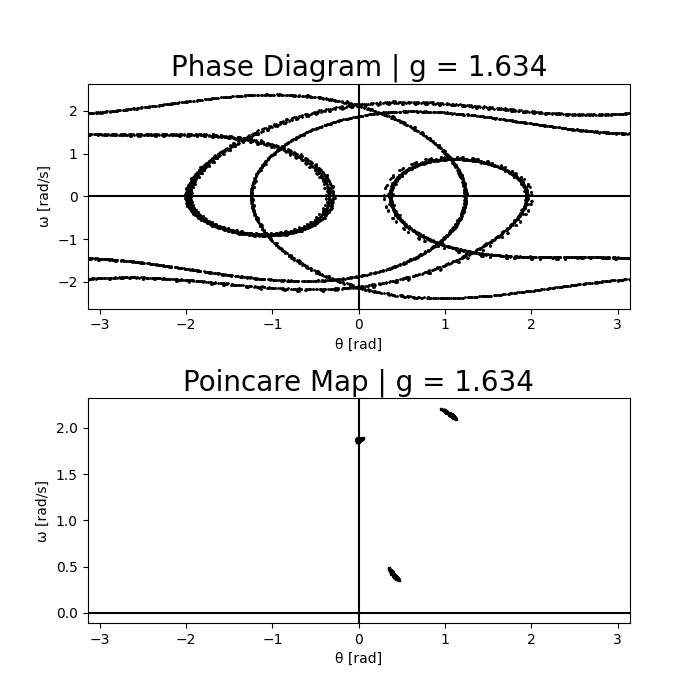 Phase Diagram | g = 1.634
2
1
0
−1
−2
ω [rad/s]
−3 −2 −1 0 1 2 3
θ [rad]
Poincare Map | g = 1.634
2.0
1.5
1.0
0.5
0.0
ω [rad/s]
−3 −2 −1 0 1 2 3
θ [rad]